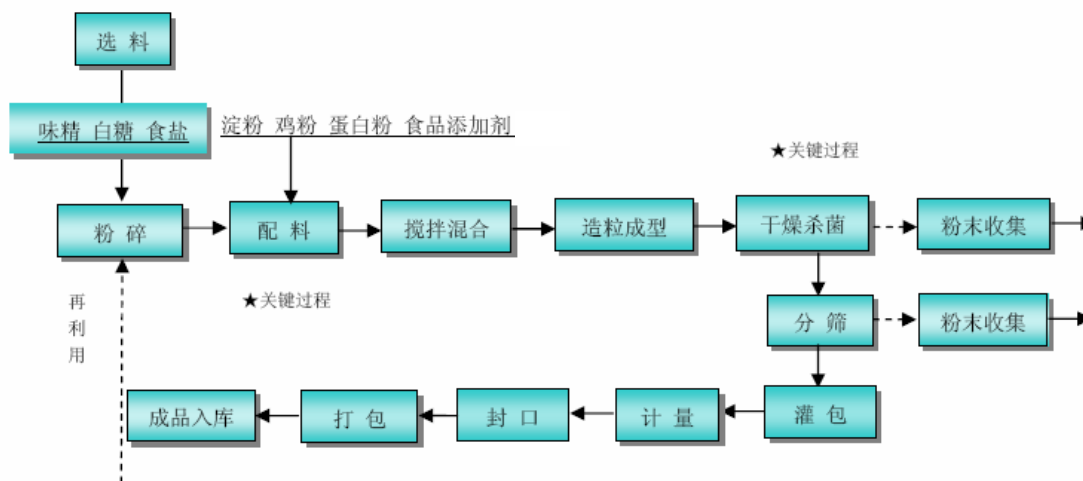 选 料
味精 白糖 食盐
淀粉 鸡粉 蛋白粉 食品添加剂
★关键过程
粉 碎
配 料
搅拌混合
造粒成型
干燥杀菌
粉末收集
再利用
★关键过程
分 筛
粉末收集
成品入库
打 包
封 口
计 量
灌 包